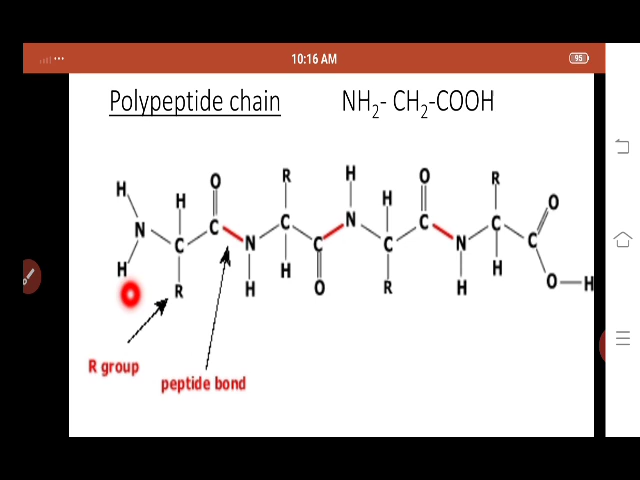 10:16 AM
95
Polypeptide chain
NH2- CH2-COOH
H O R H H O R
H N C C N C C N C C N C C O
H R H H O R H H O H
R group
peptide bond